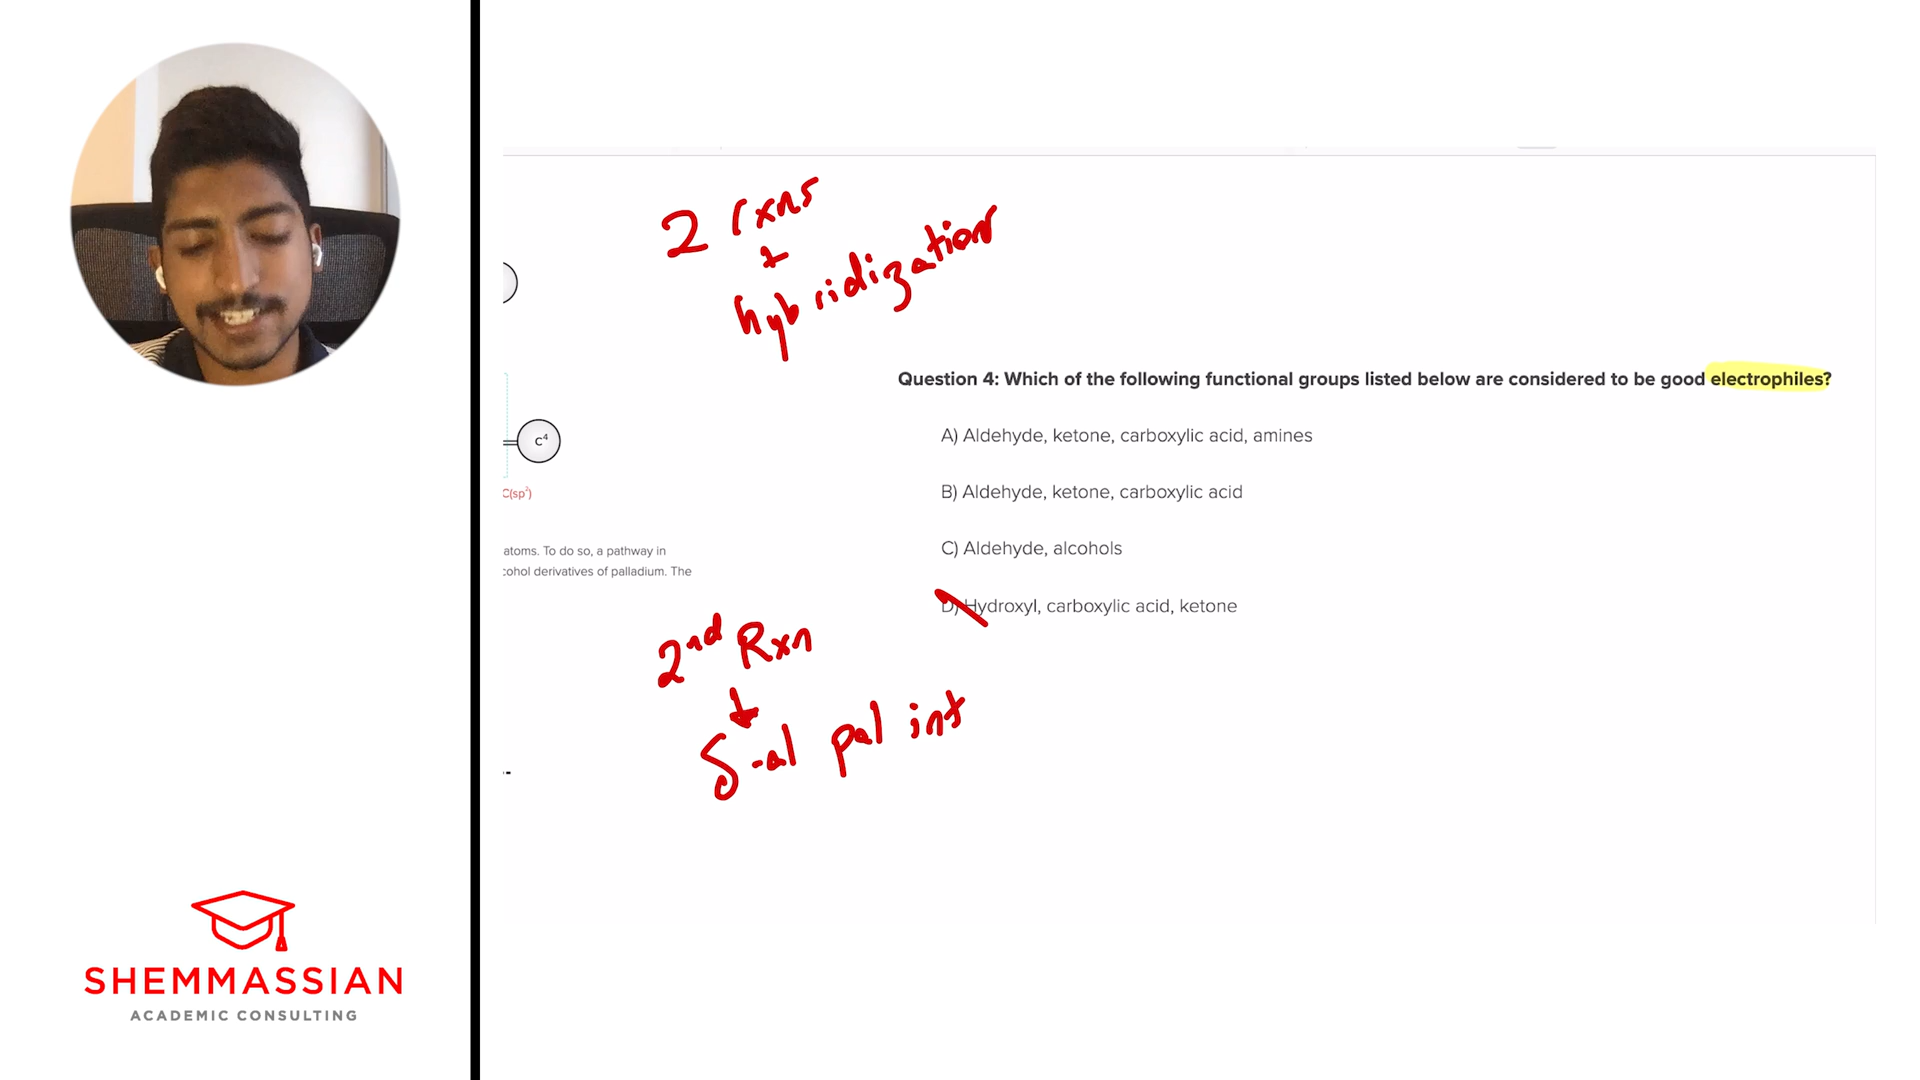 2 rxns
+
hybridization
Question 4: Which of the following functional groups listed below are considered to be good electrophiles?
C⁴
A) Aldehyde, ketone, carboxylic acid, amines
C(sp²)
B) Aldehyde, ketone, carboxylic acid
atoms. To do so, a pathway in
C) Aldehyde, alcohols
cohol derivatives of palladium. The
D) Hydroxyl, carboxylic acid, ketone
2nd Rxn
δ-al pal int
SHEMMASSIAN
ACADEMIC CONSULTING